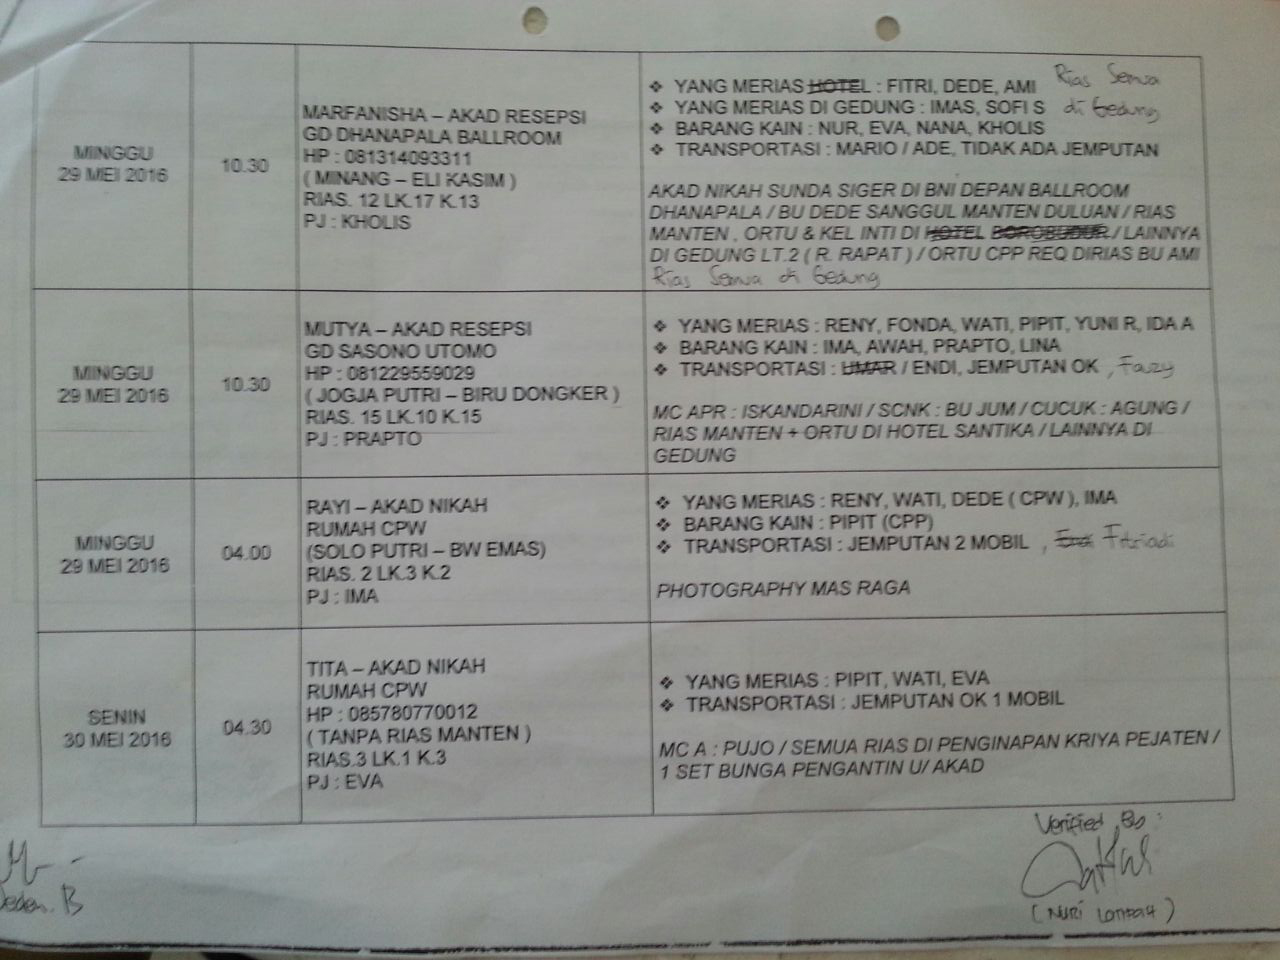 MINGGU
29 MEI 2016
10.30
MARFANISHA – AKAD RESEPSI
GD DHANAPALA BALLROOM
HP : 081314093311
( MINANG – ELI KASIM )
RIAS. 12 LK.17 K.13
PJ : KHOLIS
❖ YANG MERIAS HOTEL : FITRI, DEDE, AMI Rias Semua
❖ YANG MERIAS DI GEDUNG : IMAS, SOFI S di Gedung
❖ BARANG KAIN : NUR, EVA, NANA, KHOLIS
❖ TRANSPORTASI : MARIO / ADE, TIDAK ADA JEMPUTAN
AKAD NIKAH SUNDA SIGER DI BNI DEPAN BALLROOM
DHANAPALA / BU DEDE SANGGUL MANTEN DULUAN / RIAS
MANTEN , ORTU & KEL INTI DI HOTEL BOROBUDUR / LAINNYA
DI GEDUNG LT.2 ( R. RAPAT ) / ORTU CPP REQ DIRIAS BU AMI
Rias Semua di Gedung
MINGGU
29 MEI 2016
10.30
MUTYA – AKAD RESEPSI
GD SASONO UTOMO
HP : 081229559029
( JOGJA PUTRI – BIRU DONGKER )
RIAS. 15 LK.10 K.15
PJ : PRAPTO
❖ YANG MERIAS : RENY, FONDA, WATI, PIPIT, YUNI R, IDA A
❖ BARANG KAIN : IMA, AWAH, PRAPTO, LINA
❖ TRANSPORTASI : UMAR / ENDI, JEMPUTAN OK , Fauzy
MC APR : ISKANDARINI / SCNK : BU JUM / CUCUK : AGUNG /
RIAS MANTEN + ORTU DI HOTEL SANTIKA / LAINNYA DI
GEDUNG
MINGGU
29 MEI 2016
04.00
RAYI – AKAD NIKAH
RUMAH CPW
(SOLO PUTRI – BW EMAS)
RIAS. 2 LK.3 K.2
PJ : IMA
❖ YANG MERIAS : RENY, WATI, DEDE ( CPW ), IMA
❖ BARANG KAIN : PIPIT (CPP)
❖ TRANSPORTASI : JEMPUTAN 2 MOBIL , Endi Fitriadi
PHOTOGRAPHY MAS RAGA
SENIN
30 MEI 2016
04.30
TITA – AKAD NIKAH
RUMAH CPW
HP : 085780770012
( TANPA RIAS MANTEN )
RIAS.3 LK.1 K.3
PJ : EVA
❖ YANG MERIAS : PIPIT, WATI, EVA
❖ TRANSPORTASI : JEMPUTAN OK 1 MOBIL
MC A : PUJO / SEMUA RIAS DI PENGINAPAN KRIYA PEJATEN /
1 SET BUNGA PENGANTIN U/ AKAD
Verified By :
Deden. B
( NURI